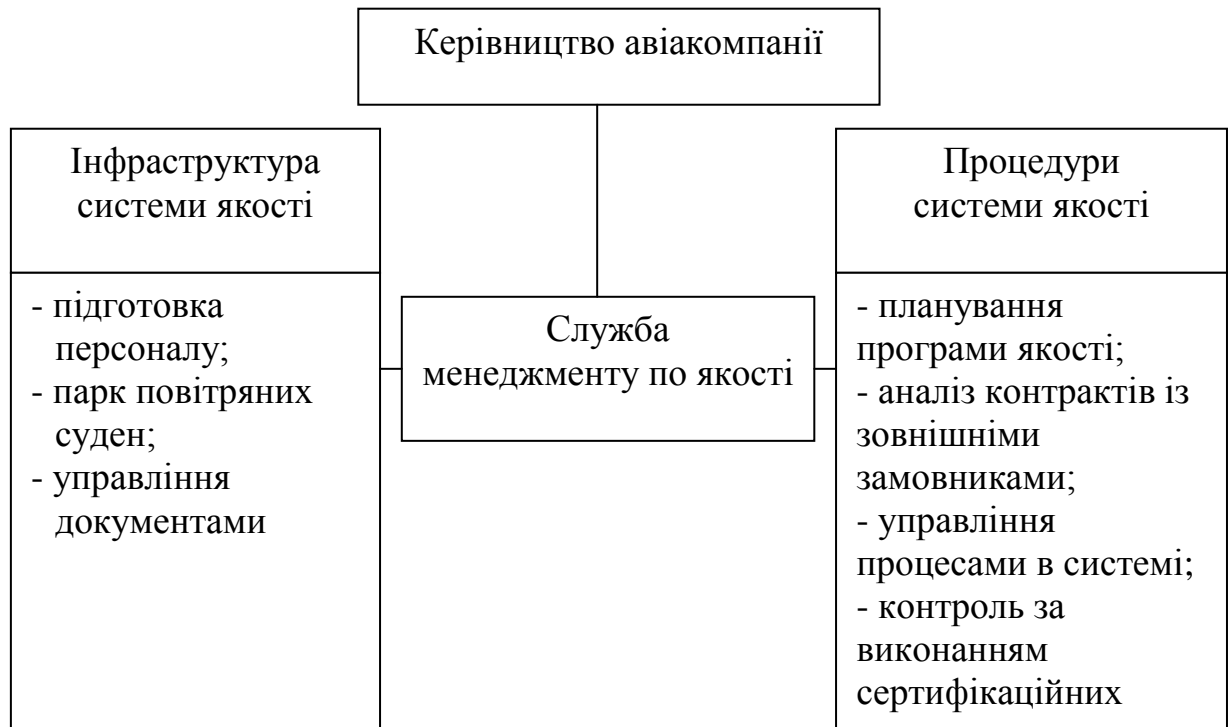 Керівництво авіакомпанії
Інфраструктура
системи якості
- підготовка
персоналу;
- парк повітряних
суден;
- управління
документами
Служба
менеджменту по якості
Процедури
системи якості
- планування
програми якості;
- аналіз контрактів із
зовнішніми
замовниками;
- управління
процесами в системі;
- контроль за
виконанням
сертифікаційних